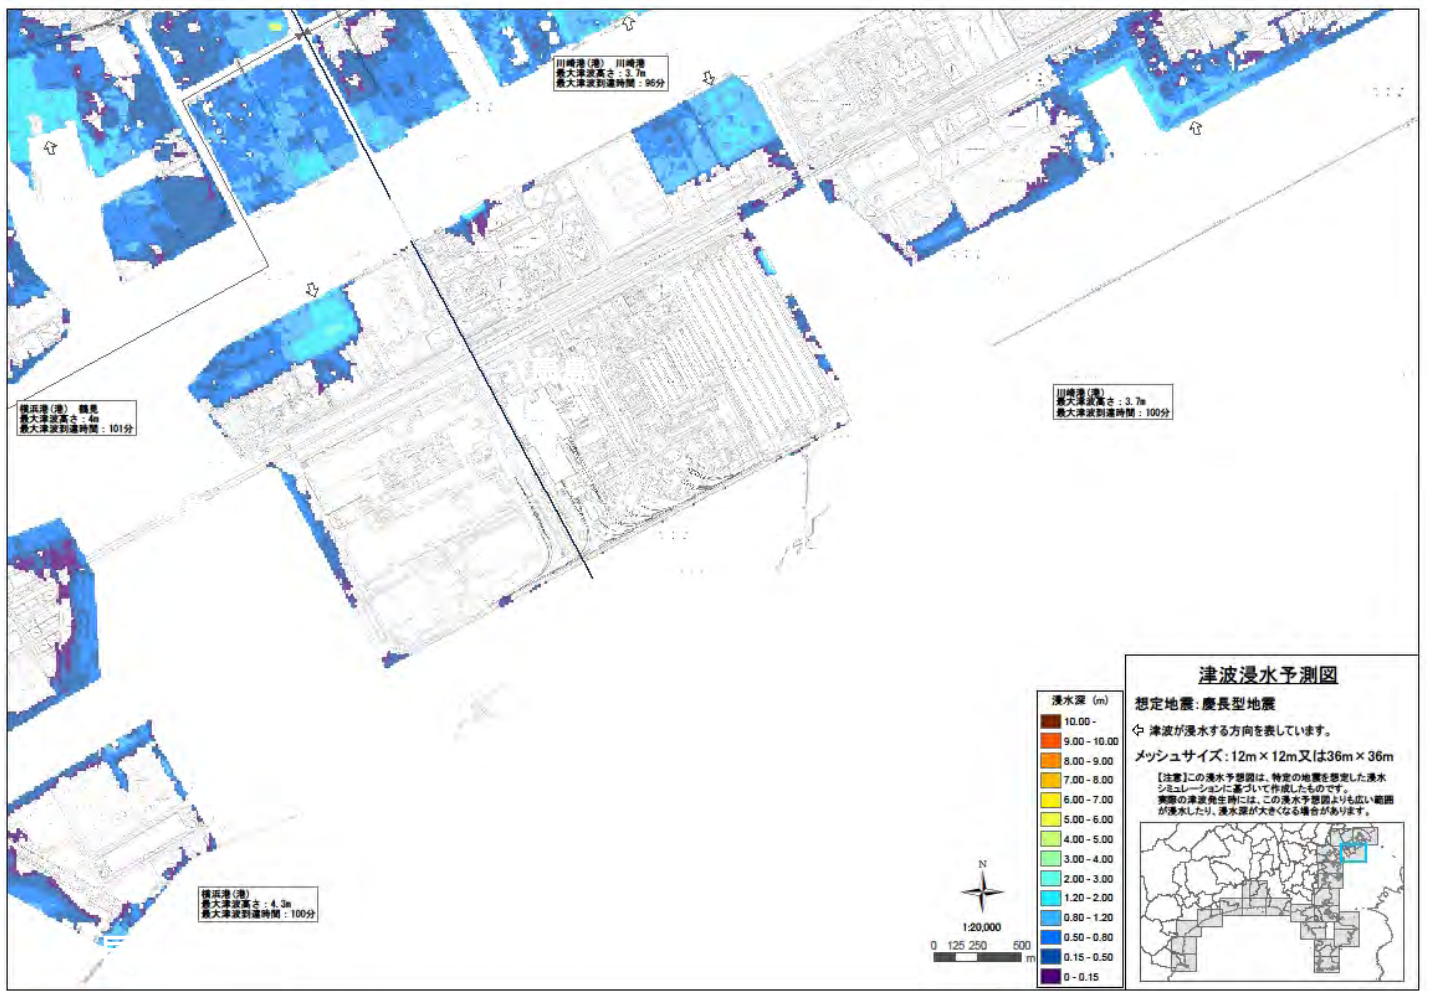 川崎港(港) 川崎港
最大津波高さ：3.7m
最大津波到達時間：96分
横浜港(港) 鶴見
最大津波高さ：4m
最大津波到達時間：101分
川崎港(港)
最大津波高さ：3.7m
最大津波到達時間：100分
横浜港(港)
最大津波高さ：4.3m
最大津波到達時間：100分
N
1:20,000
0 125 250 500
m
浸水深 (m)
10.00 -
9.00 - 10.00
8.00 - 9.00
7.00 - 8.00
6.00 - 7.00
5.00 - 6.00
4.00 - 5.00
3.00 - 4.00
2.00 - 3.00
1.20 - 2.00
0.80 - 1.20
0.50 - 0.80
0.15 - 0.50
0 - 0.15
津波浸水予測図
想定地震：慶長型地震
津波が浸水する方向を表しています。
メッシュサイズ：12m×12m又は36m×36m
【注意】この浸水予想図は、特定の地震を想定した浸水
シミュレーションに基づいて作成したものです。
実際の津波発生時には、この浸水予想図よりも広い範囲
が浸水したり、浸水深が大きくなる場合があります。